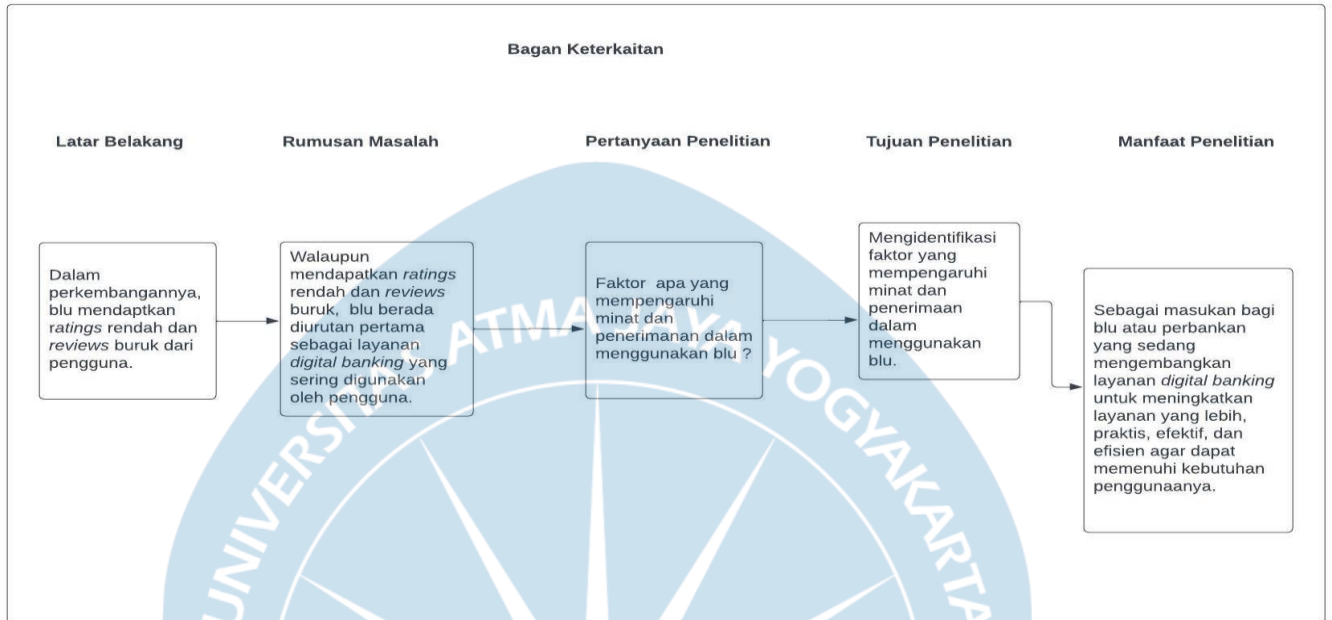 Bagan Keterkaitan
Latar Belakang
Rumusan Masalah
Pertanyaan Penelitian
Tujuan Penelitian
Manfaat Penelitian
Dalam
perkembangannya,
blu mendaptkan
ratings rendah dan
reviews buruk dari
pengguna.
Walaupun
mendapatkan ratings
rendah dan reviews
buruk, blu berada
diurutan pertama
sebagai layanan
digital banking yang
sering digunakan
oleh pengguna.
Faktor apa yang
mempengaruhi
minat dan
penerimanan dalam
menggunakan blu ?
Mengidentifikasi
faktor yang
mempengaruhi
minat dan
penerimaan
dalam
menggunakan
blu.
Sebagai masukan bagi
blu atau perbankan
yang sedang
mengembangkan
layanan digital banking
untuk meningkatkan
layanan yang lebih,
praktis, efektif, dan
efisien agar dapat
memenuhi kebutuhan
penggunaanya.
UNIVERSITAS ATMA JAYA YOGYAKARTA